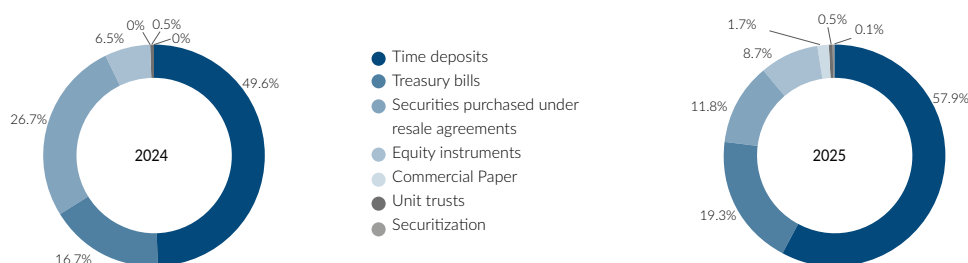 0% 0.5%
6.5% 0%
49.6%
26.7%
2024
16.7%
Time deposits
Treasury bills
Securities purchased under
resale agreements
Equity instruments
Commercial Paper
Unit trusts
Securitization
0.5%
1.7% 0.1%
8.7%
57.9%
11.8%
2025
19.3%